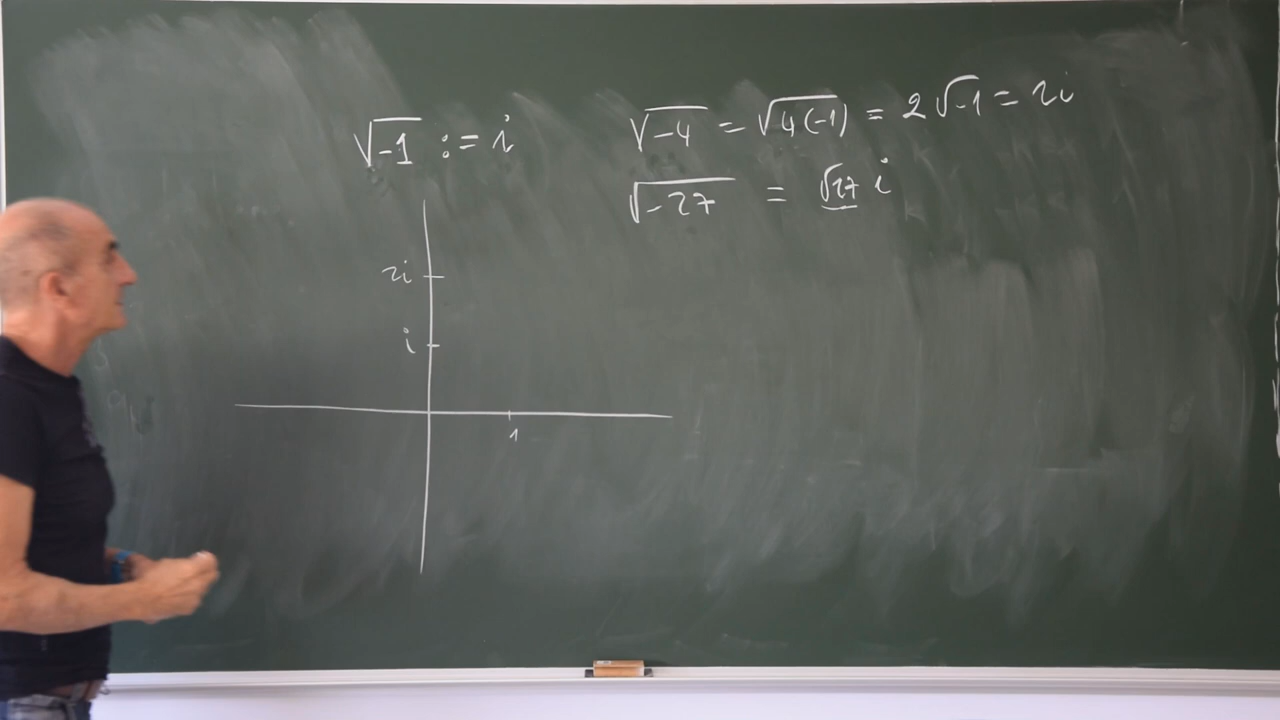 √-1 := i
√-4 = √4(-1) = 2√-1 = 2i
√-27 = √27 i
2i
i
1